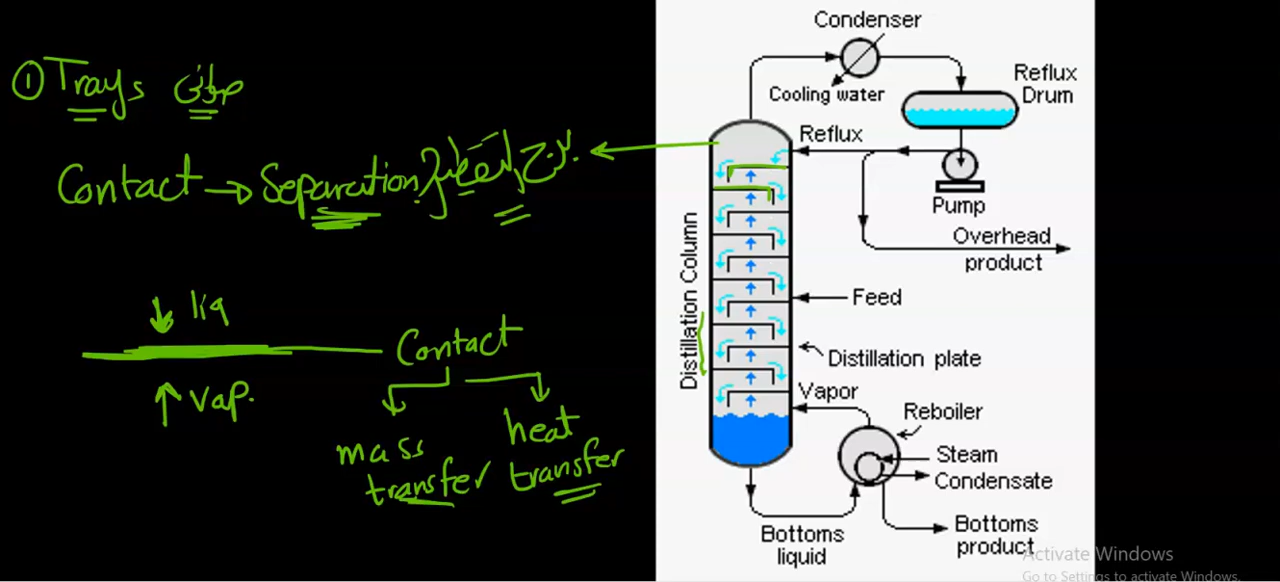 ① Trays صواني
Contact → Separation
↓ liq
Contact
↑ vap.
mass transfer
heat transfer
Condenser
Cooling water
Reflux
Drum
Reflux
Pump
Overhead
product
Distillation Column
Feed
Distillation plate
Vapor
Reboiler
Steam
Condensate
Bottoms
liquid
Bottoms
product
Activate Windows
Go to Settings to activate Windows.